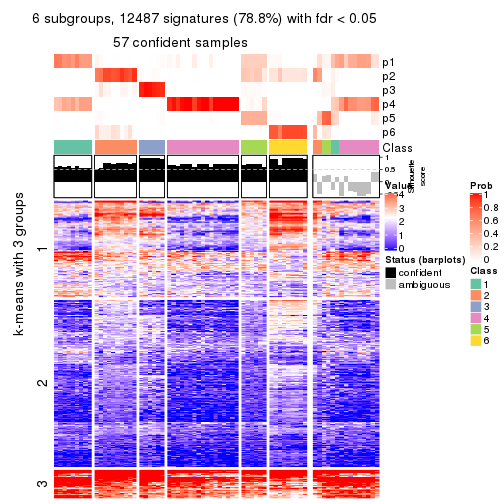 6 subgroups, 12487 signatures (78.8%) with fdr < 0.05
57 confident samples
p1
p2
p3
p4
p5
p6
Class
1
0.5
0
Silhouette
score
k-means with 3 groups
1
2
3
Value
4
3
2
1
0
Status (barplots)
confident
ambiguous
Prob
1
0.8
0.6
0.4
0.2
0
Class
1
2
3
4
5
6